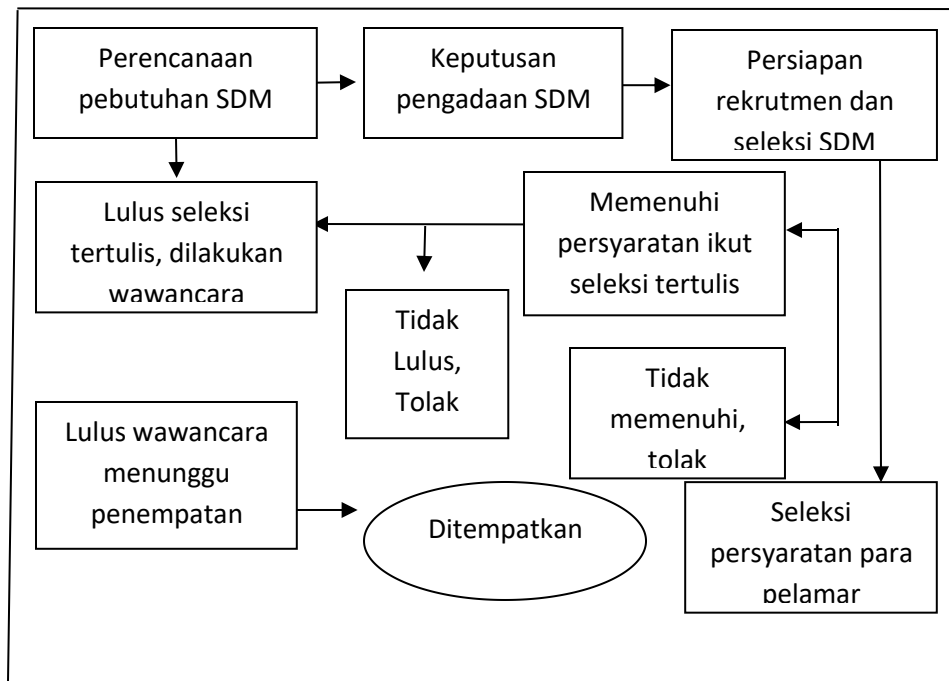 Perencanaan
pebutuhan SDM
Keputusan
pengadaan SDM
Persiapan
rekrutmen dan
seleksi SDM
Lulus seleksi
tertulis, dilakukan
wawancara
Memenuhi
persyaratan ikut
seleksi tertulis
Tidak
Lulus,
Tolak
Tidak
memenuhi,
tolak
Lulus wawancara
menunggu
penempatan
Ditempatkan
Seleksi
persyaratan para
pelamar